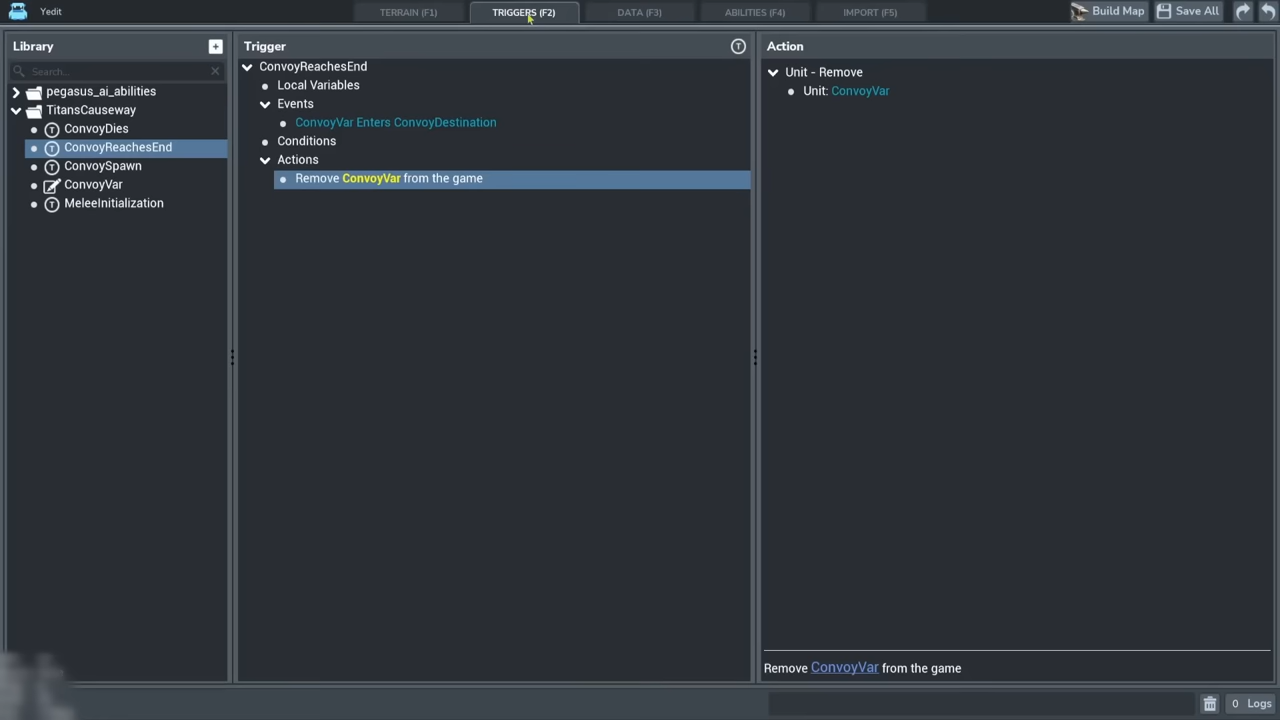 Yedit
TERRAIN (F1)
TRIGGERS (F2)
DATA (F3)
ABILITIES (F4)
IMPORT (F5)
Build Map
Save All
Library
Search...
pegasus_ai_abilities
TitansCauseway
ConvoyDies
ConvoyReachesEnd
ConvoySpawn
ConvoyVar
MeleeInitialization
Trigger
ConvoyReachesEnd
Local Variables
Events
ConvoyVar Enters ConvoyDestination
Conditions
Actions
Remove ConvoyVar from the game
Action
Unit - Remove
Unit: ConvoyVar
Remove ConvoyVar from the game
0 Logs